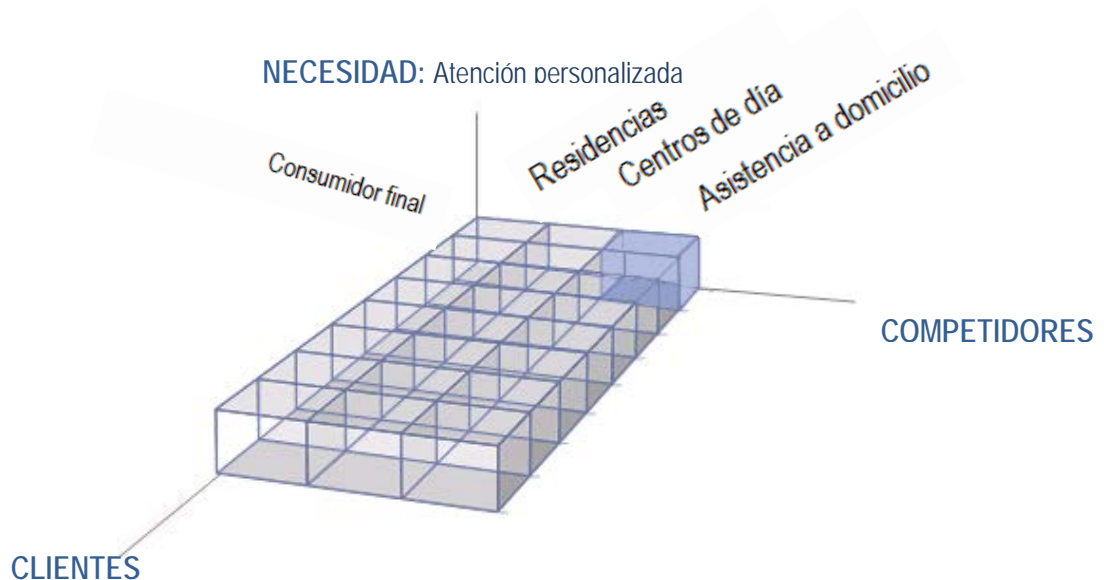 NECESIDAD: Atención personalizada
Consumidor final
Residencias
Centros de día
Asistencia a domicilio
COMPETIDORES
CLIENTES